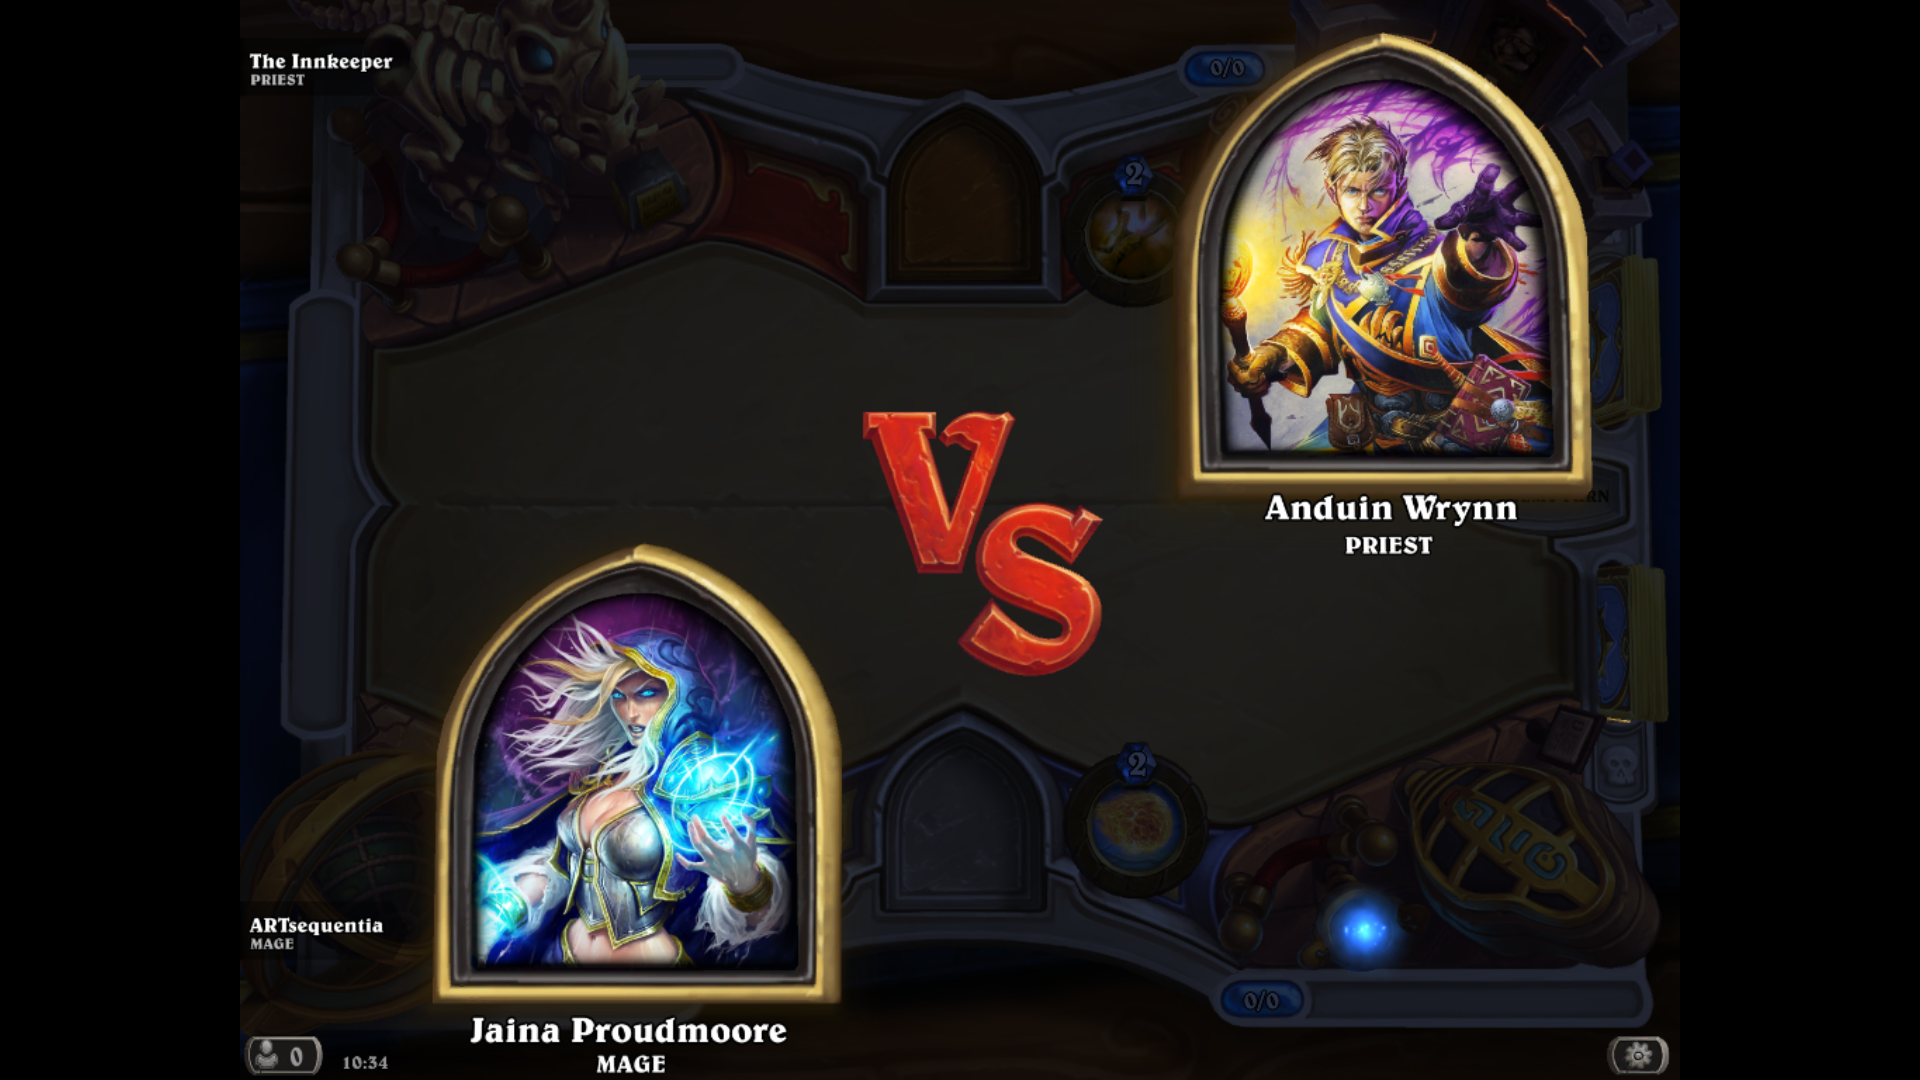 The Innkeeper
PRIEST
0/0
2
VS
Anduin Wrynn
PRIEST
2
ARTsequentia
MAGE
0/0
Jaina Proudmoore
MAGE
0
10:34